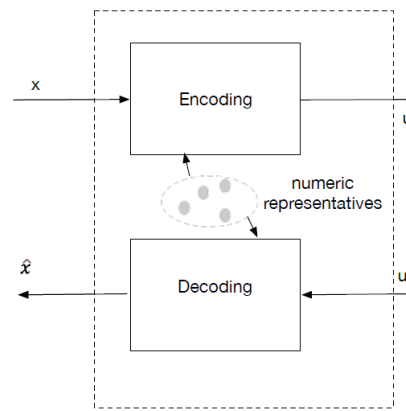 x
Encoding
u
numeric
representatives
x̂
Decoding
u